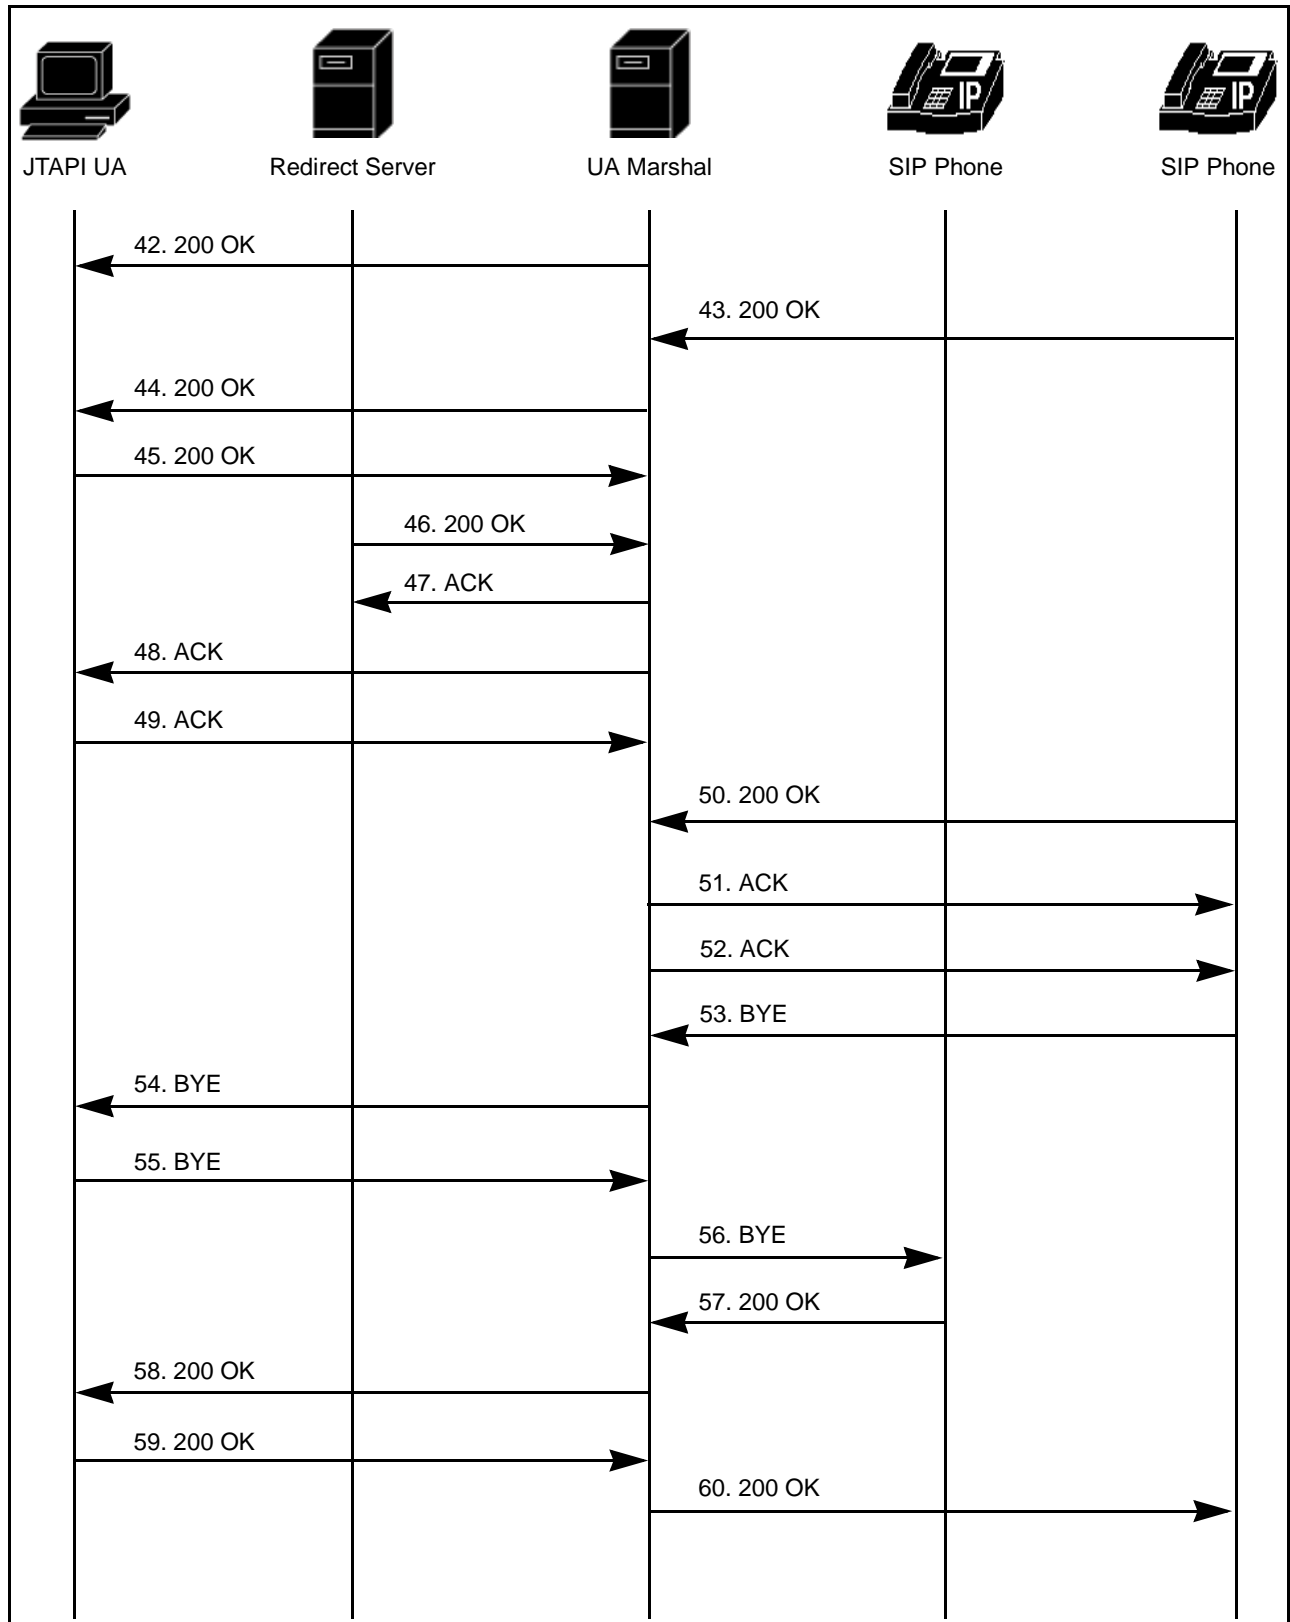 IP
IP
JTAPI UA
Redirect Server
UA Marshal
SIP Phone
SIP Phone
42. 200 OK
43. 200 OK
44. 200 OK
45. 200 OK
46. 200 OK
47. ACK
48. ACK
49. ACK
50. 200 OK
51. ACK
52. ACK
53. BYE
54. BYE
55. BYE
56. BYE
57. 200 OK
58. 200 OK
59. 200 OK
60. 200 OK